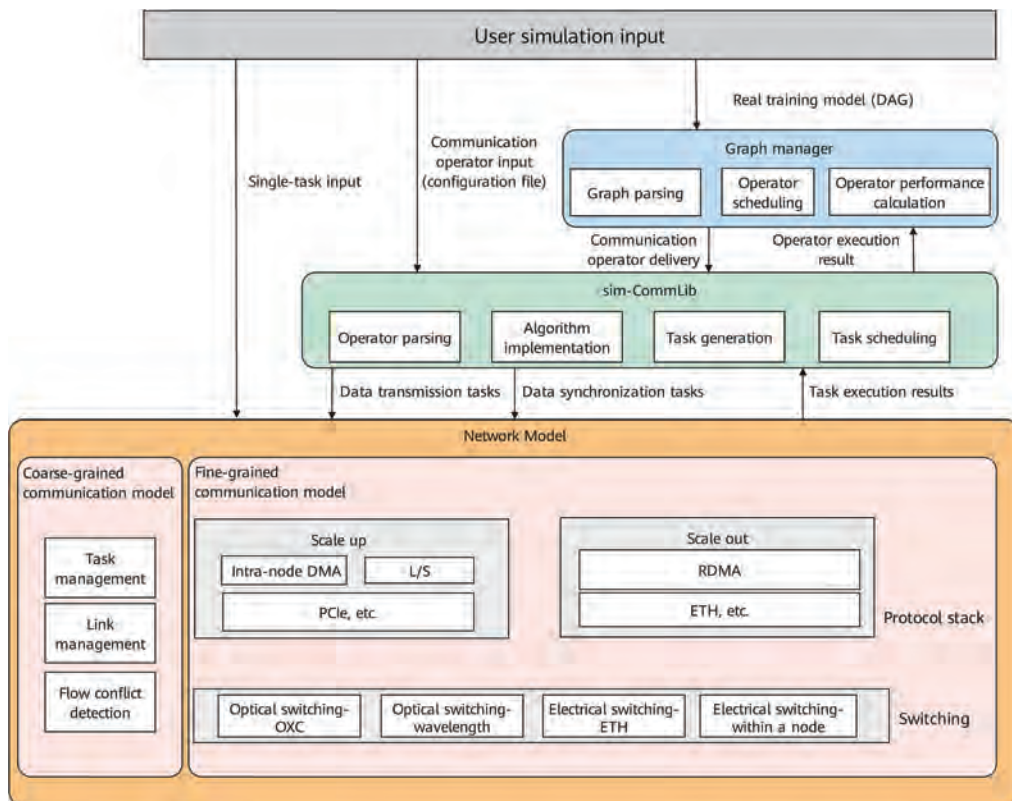 User simulation input
Real training model (DAG)
Communication
operator input
(configuration file)
Single-task input
Graph manager
Graph parsing
Operator
scheduling
Operator performance
calculation
Communication
operator delivery
Operator execution
result
sim-CommLib
Operator parsing
Algorithm
implementation
Task generation
Task scheduling
Data transmission tasks
Data synchronization tasks
Task execution results
Network Model
Coarse-grained
communication model
Task
management
Link
management
Flow conflict
detection
Fine-grained
communication model
Scale up
Intra-node DMA
L/S
PCIe, etc.
Scale out
RDMA
ETH, etc.
Protocol stack
Optical switching-
OXC
Optical switching-
wavelength
Electrical switching-
ETH
Electrical switching-
within a node
Switching